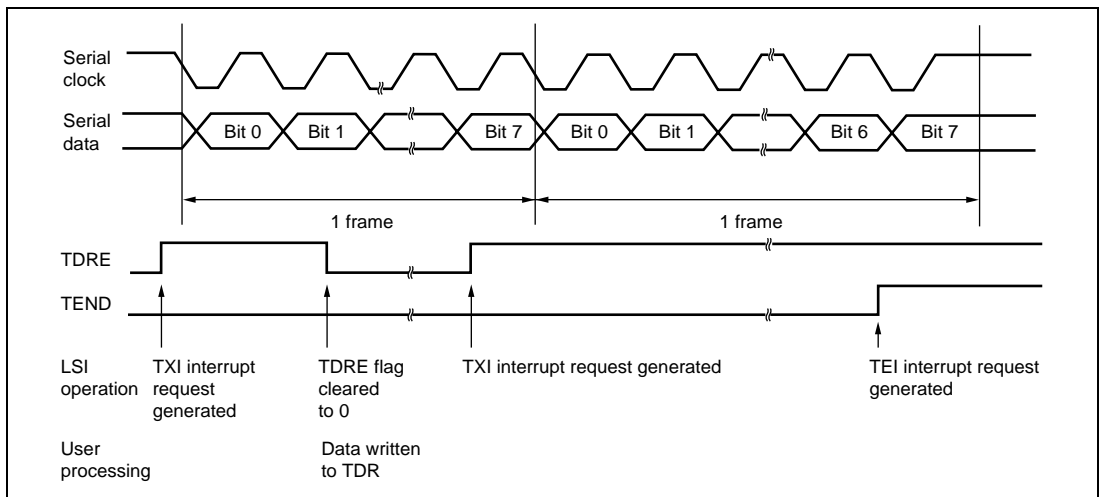 Serial
clock
Serial
data
Bit 0
Bit 1
Bit 7
Bit 0
Bit 1
Bit 6
Bit 7
1 frame
1 frame
TDRE
TEND
LSI
operation
TXI interrupt
request
generated
TDRE flag
cleared
to 0
TXI interrupt request generated
TEI interrupt request
generated
User
processing
Data written
to TDR